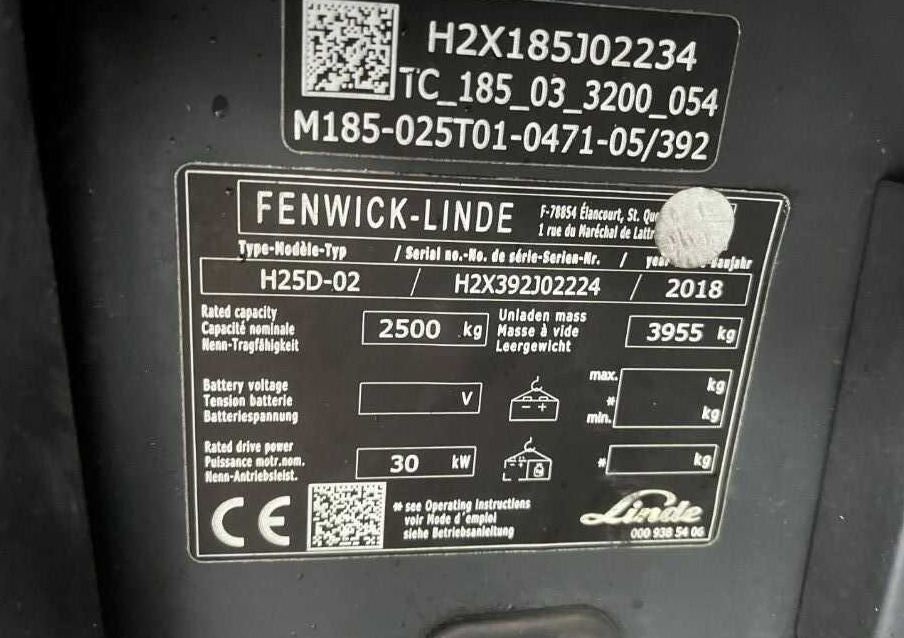 H2X185J02234
TC_185_03_3200_054
M185-025T01-0471-05/392
FENWICK-LINDE
F-78854 Élancourt, St.
1 rue du Maréchal de
Type-Modèle-Typ / Serial no.-No. de série-Serien-Nr. / Baujahr
H25D-02 / H2X392J02224 / 2018
Rated capacity
Capacité nominale
Nenn-Tragfähigkeit
2500 kg
Unladen mass
Masse à vide
Leergewicht
3955 kg
Battery voltage
Tension batterie
Batteriespannung
V
- +
max. kg
*
min. kg
Rated drive power
Puissance motr.nom.
Nenn-Antriebsleist.
30 kW
* kg
CE
* see Operating Instructions
voir Mode d'emploi
siehe Betriebsanleitung
Linde
000 938 54 06